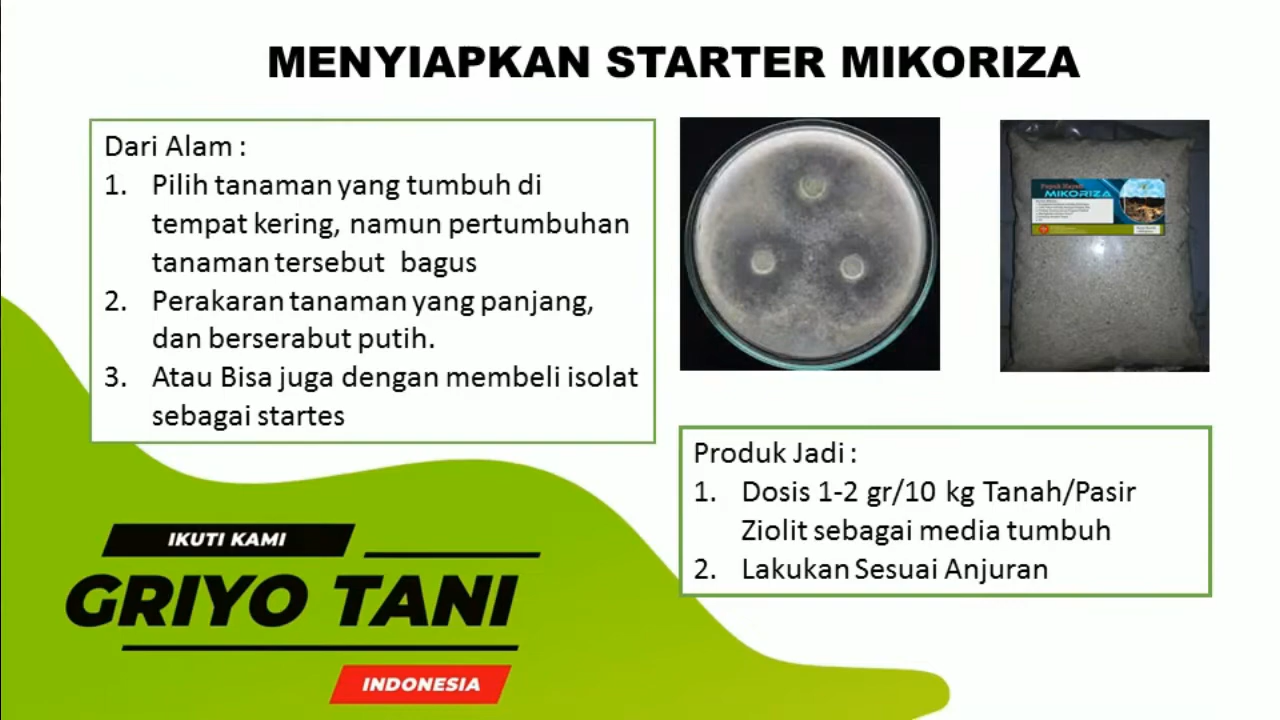 MENYIAPKAN STARTER MIKORIZA
Dari Alam :
1. Pilih tanaman yang tumbuh di
tempat kering, namun pertumbuhan
tanaman tersebut bagus
2. Perakaran tanaman yang panjang,
dan berserabut putih.
3. Atau Bisa juga dengan membeli isolat
sebagai startes
Pupuk Hayati
MIKORIZA
Produk Jadi :
1. Dosis 1-2 gr/10 kg Tanah/Pasir
Ziolit sebagai media tumbuh
2. Lakukan Sesuai Anjuran
IKUTI KAMI
GRIYO TANI
INDONESIA